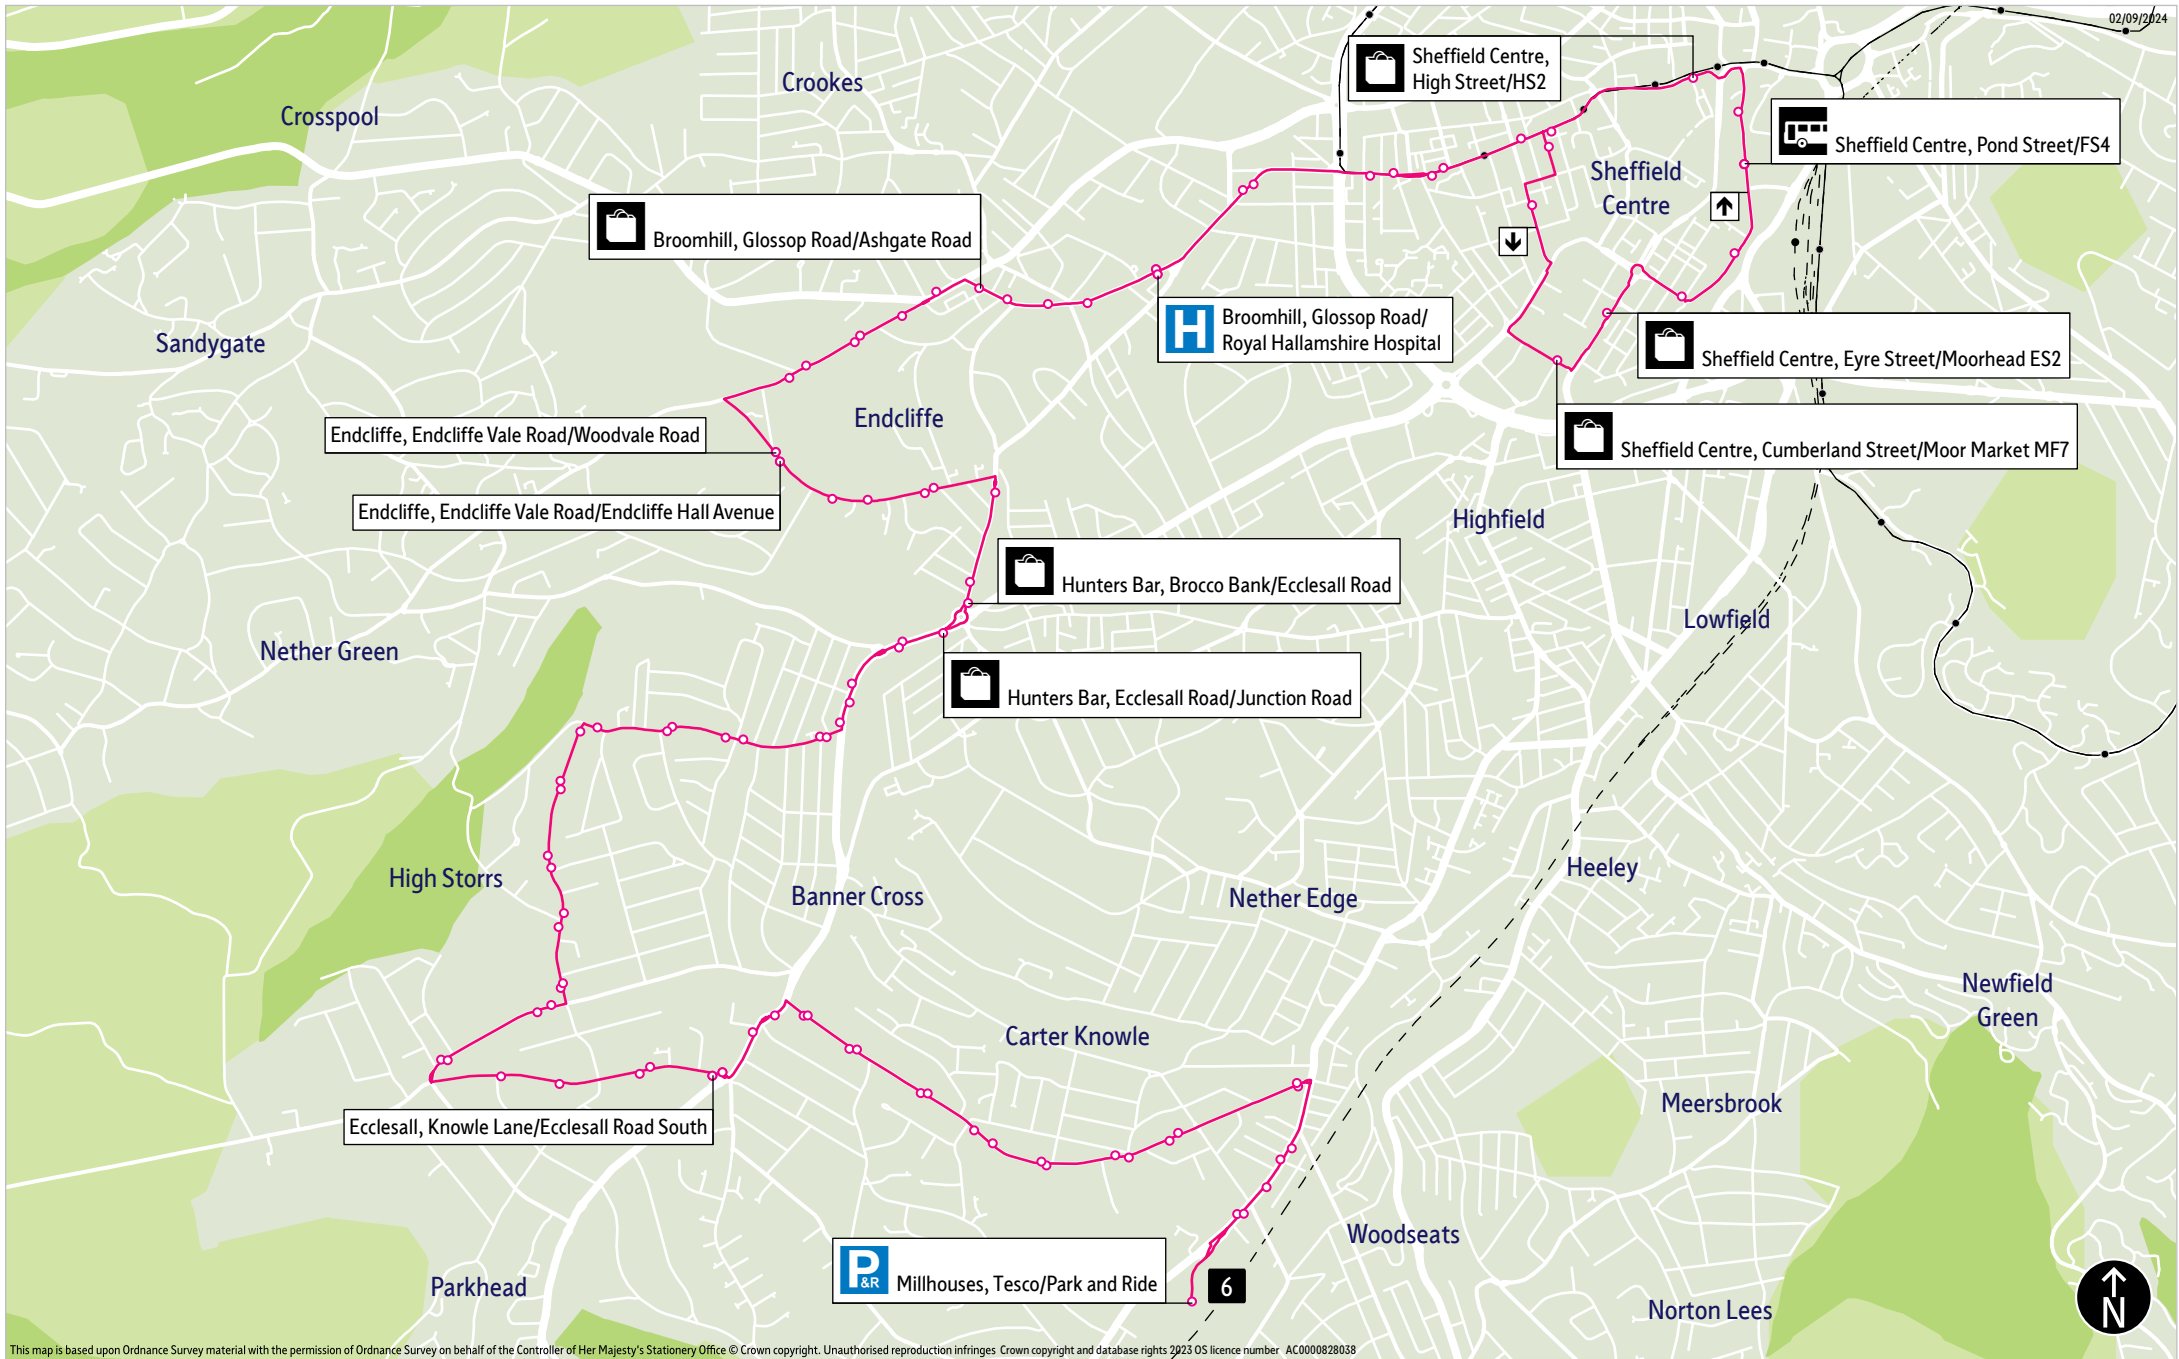 02/09/2024
Sheffield Centre,
High Street/HS2
Crookes
Crosspool
Sheffield Centre, Pond Street/FS4
Sheffield
Centre
Broomhill, Glossop Road/Ashgate Road
Broomhill, Glossop Road/
Royal Hallamshire Hospital
H
Sandygate
Sheffield Centre, Eyre Street/Moorhead ES2
Endcliffe
Endcliffe, Endcliffe Vale Road/Woodvale Road
Sheffield Centre, Cumberland Street/Moor Market MF7
Endcliffe, Endcliffe Vale Road/Endcliffe Hall Avenue
Highfield
Hunters Bar, Brocco Bank/Ecclesall Road
Lowfield
Nether Green
Hunters Bar, Ecclesall Road/Junction Road
High Storrs
Heeley
Banner Cross
Nether Edge
Newfield
Green
Carter Knowle
Meersbrook
Ecclesall, Knowle Lane/Ecclesall Road South
Woodseats
P
&R
Millhouses, Tesco/Park and Ride
6
Parkhead
Norton Lees
N
This map is based upon Ordnance Survey material with the permission of Ordnance Survey on behalf of the Controller of Her Majesty's Stationery Office © Crown copyright. Unauthorised reproduction infringes Crown copyright and database rights 2023 OS licence number AC0000828038